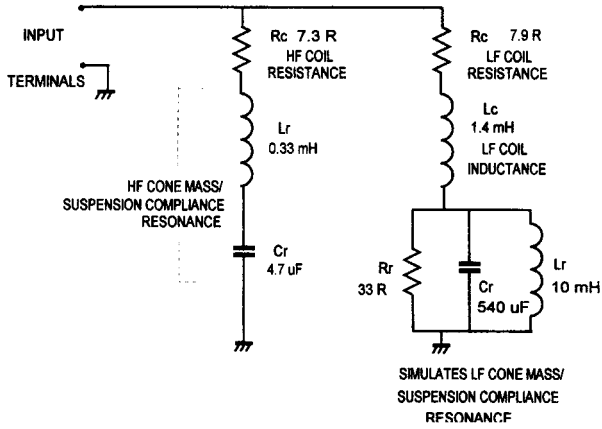 INPUT
TERMINALS
Rc 7.3 R
HF COIL
RESISTANCE
Lr
0.33 mH
HF CONE MASS/
SUSPENSION COMPLIANCE
RESONANCE
Cr
4.7 uF
Rc 7.9 R
LF COIL
RESISTANCE
Lc
1.4 mH
LF COIL
INDUCTANCE
Rr
33 R
Cr
540 uF
Lr
10 mH
SIMULATES LF CONE MASS/
SUSPENSION COMPLIANCE
RESONANCE